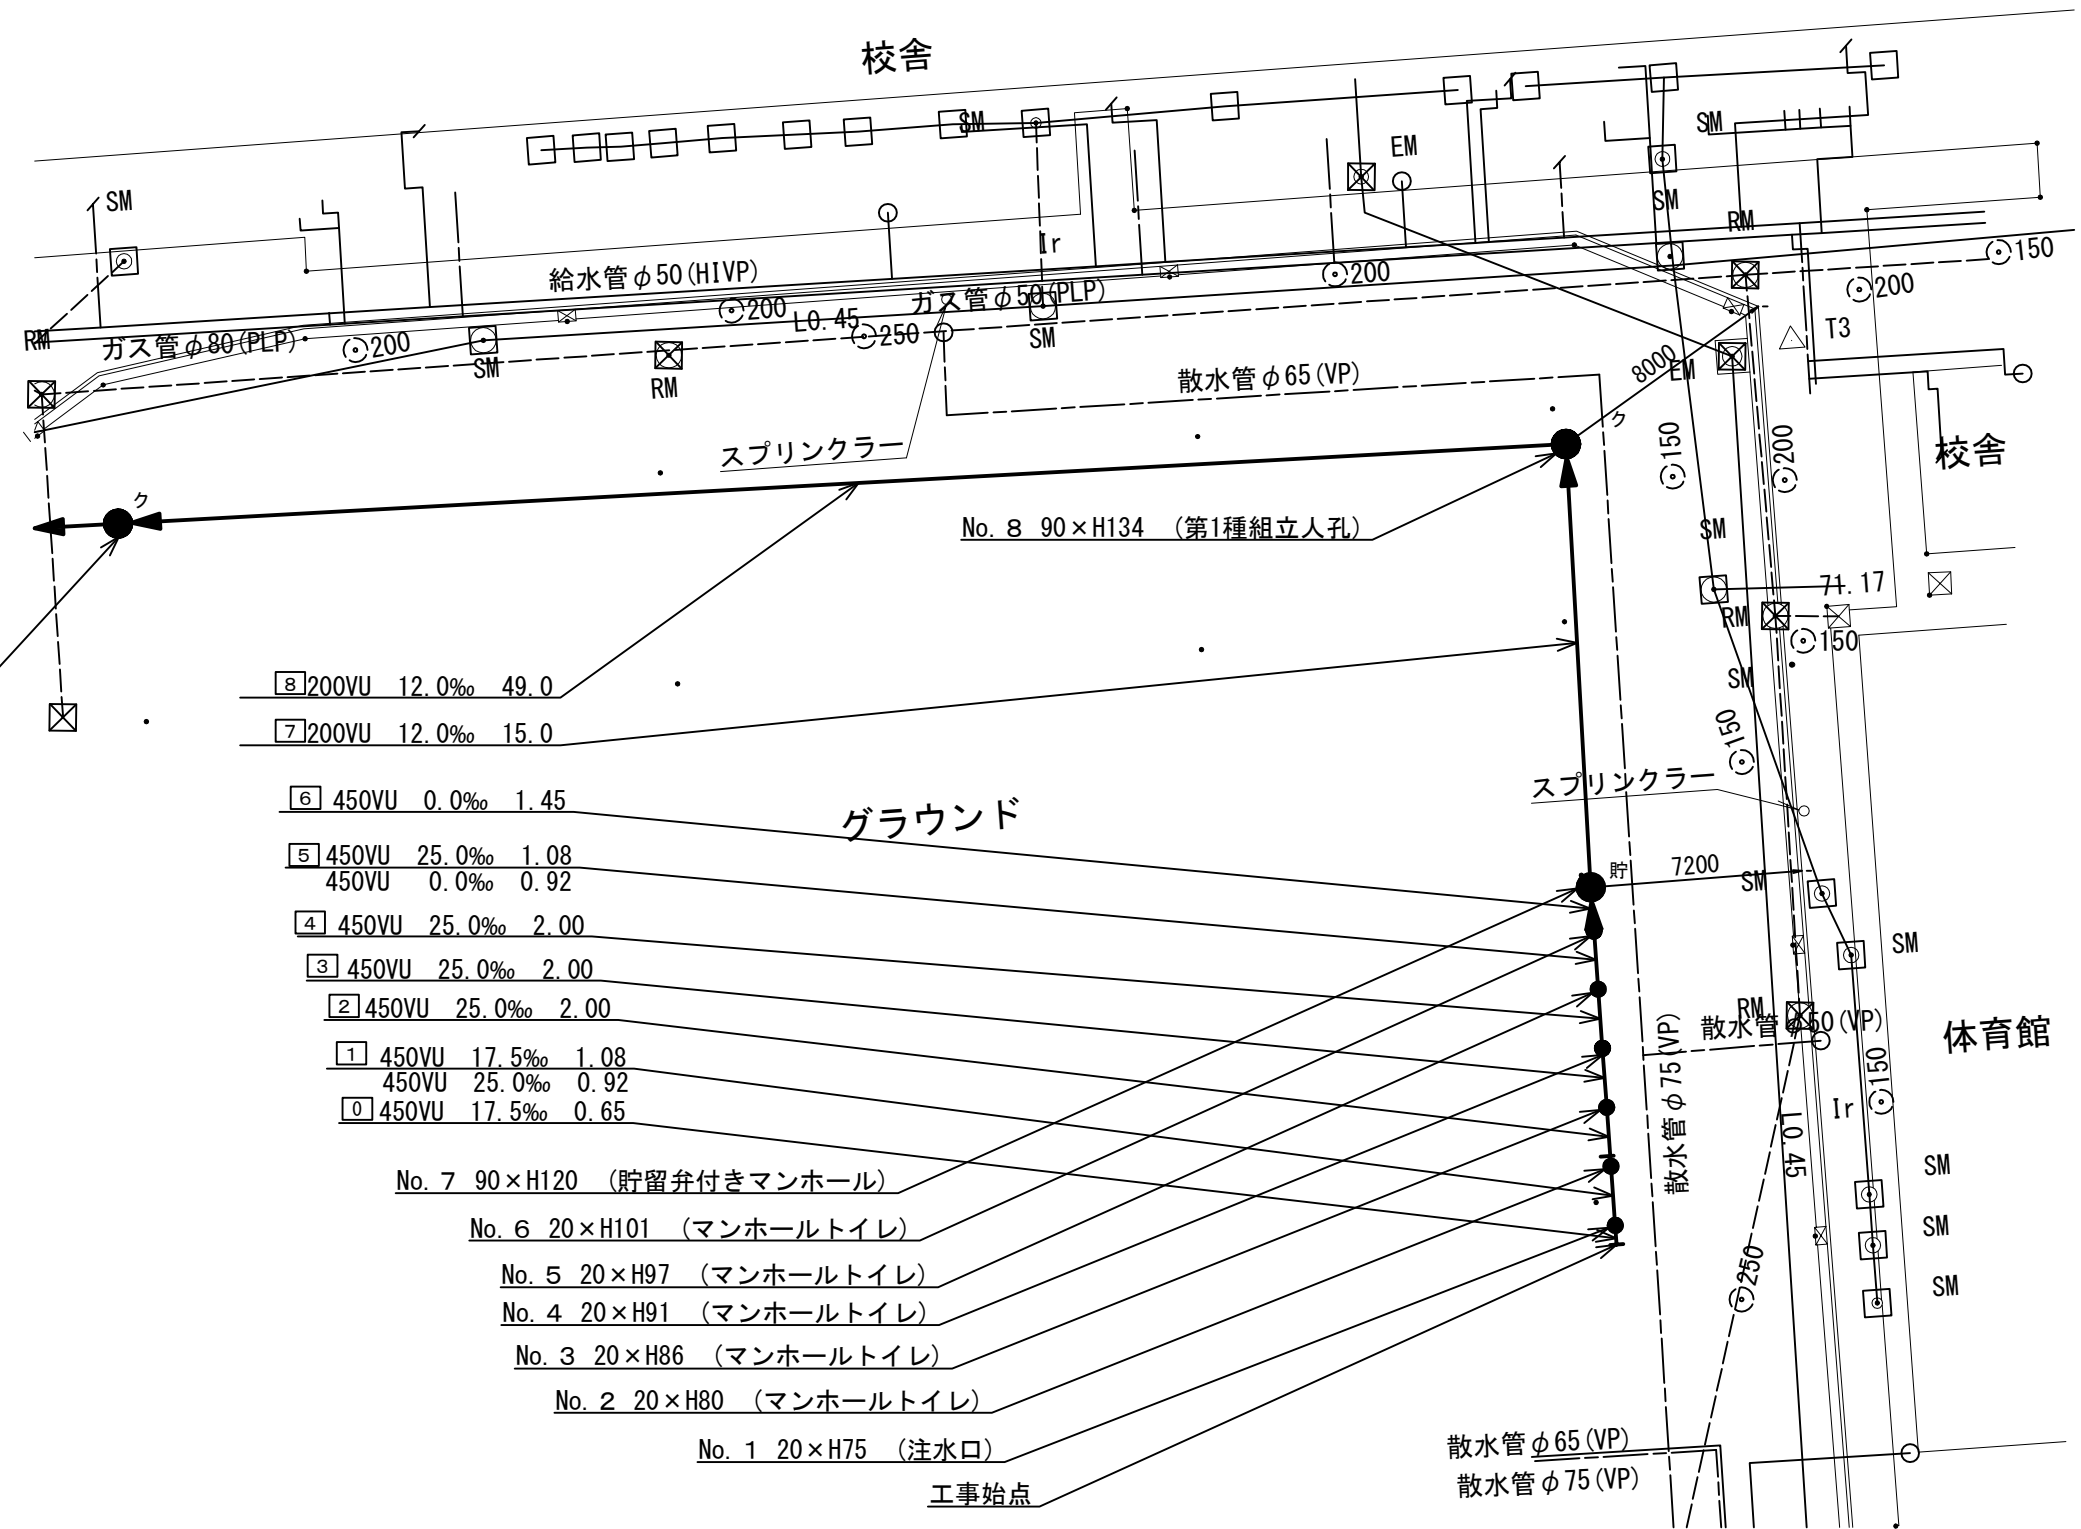 校舎
SM
SM
EM
SM
SM
RM
Ir
給水管φ50(HIVP)
ガス管φ50(PLP)
200
150
200
200
L0.45
250
SM
RM
ガス管φ80(PLP)
200
SM
RM
T3
8000
EM
散水管φ65(VP)
スプリンクラー
ク
ク
150
200
校舎
No.8 90×H134 (第1種組立人孔)
SM
71.17
RM
150
SM
8 200VU 12.0‰ 49.0
7 200VU 12.0‰ 15.0
150
スプリンクラー
グラウンド
6 450VU 0.0‰ 1.45
5 450VU 25.0‰ 1.08
450VU 0.0‰ 0.92
貯
7200
SM
4 450VU 25.0‰ 2.00
SM
3 450VU 25.0‰ 2.00
2 450VU 25.0‰ 2.00
RM
散水管φ50(VP)
体育館
1 450VU 17.5‰ 1.08
450VU 25.0‰ 0.92
0 450VU 17.5‰ 0.65
散水管φ75(VP)
150
Ir
L0.45
SM
No.7 90×H120 (貯留弁付きマンホール)
No.6 20×H101 (マンホールトイレ)
SM
No.5 20×H97 (マンホールトイレ)
250
SM
No.4 20×H91 (マンホールトイレ)
No.3 20×H86 (マンホールトイレ)
No.2 20×H80 (マンホールトイレ)
No.1 20×H75 (注水口)
散水管φ65(VP)
散水管φ75(VP)
工事始点